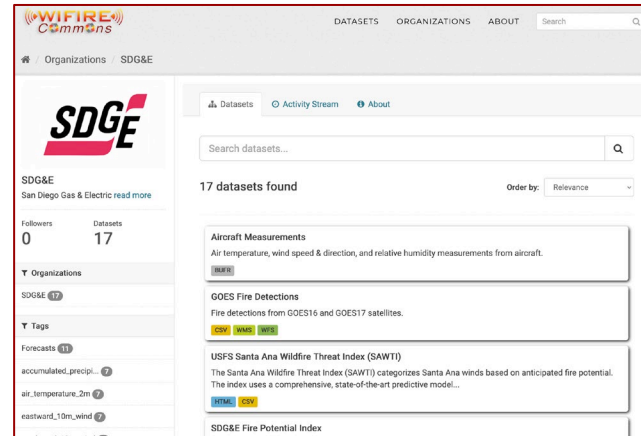 WIFIRE
Commons
DATASETS ORGANIZATIONS ABOUT Search
/ Organizations / SDG&E
SDGE
Datasets Activity Stream About
Search datasets...
SDG&E
San Diego Gas & Electric read more
17 datasets found
Order by: Relevance
Followers Datasets
0 17
Organizations
SDG&E 17
Tags
Forecasts 11
accumulated_precipi... 7
air_temperature_2m 7
eastward_10m_wind 7
Aircraft Measurements
Air temperature, wind speed & direction, and relative humidity measurements from aircraft.
BUFR
GOES Fire Detections
Fire detections from GOES16 and GOES17 satellites.
CSV WMS WFS
USFS Santa Ana Wildfire Threat Index (SAWTI)
The Santa Ana Wildfire Threat Index (SAWTI) categorizes Santa Ana winds based on anticipated fire potential.
The index uses a comprehensive, state-of-the-art predictive model...
HTML CSV
SDG&E Fire Potential Index